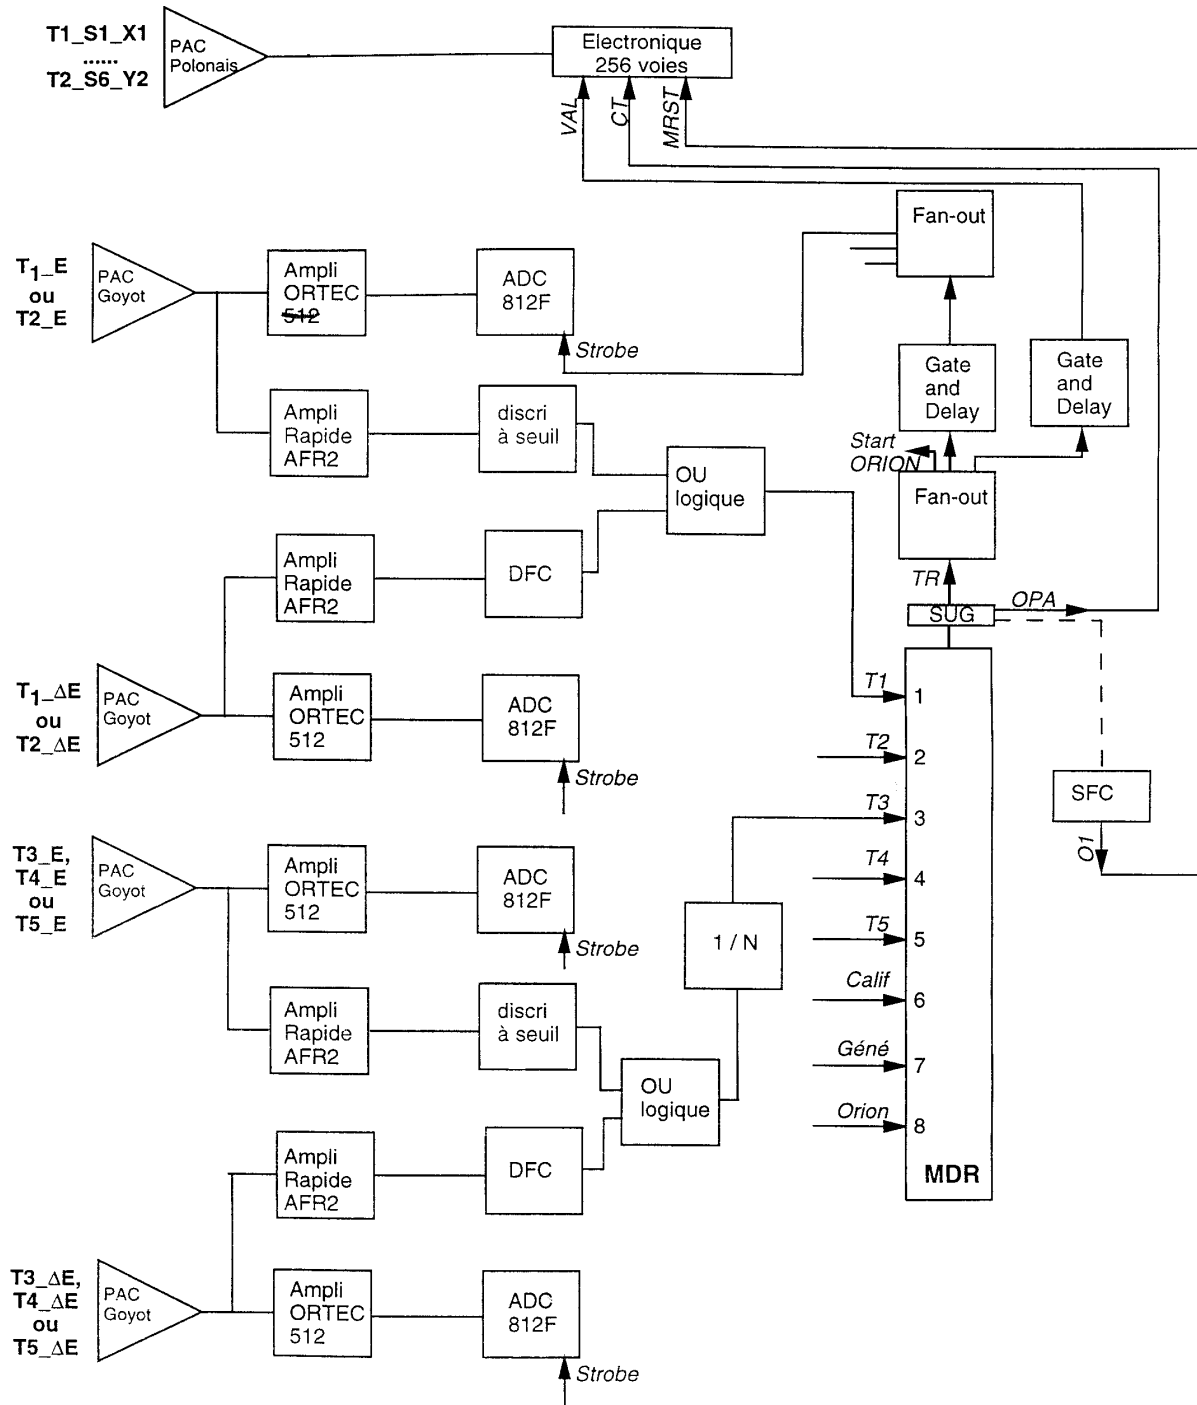 T1_S1_X1
......
T2_S6_Y2
PAC
Polonais
Electronique
256 voies
VAL
CT
MRST
Fan-out
T1_E
ou
T2_E
PAC
Goyot
Ampli
ORTEC
512
ADC
812F
Strobe
Gate
and
Delay
Gate
and
Delay
Ampli
Rapide
AFR2
discri
à seuil
Start
ORION
OU
logique
Fan-out
Ampli
Rapide
AFR2
DFC
TR
SUG
OPA
T1_ΔE
ou
T2_ΔE
PAC
Goyot
Ampli
ORTEC
512
ADC
812F
Strobe
T1
1
T2
2
T3
3
T4
4
T5
5
Calif
6
Géné
7
Orion
8
MDR
SFC
O1
T3_E,
T4_E
ou
T5_E
PAC
Goyot
Ampli
ORTEC
512
ADC
812F
Strobe
1 / N
Ampli
Rapide
AFR2
discri
à seuil
OU
logique
Ampli
Rapide
AFR2
DFC
T3_ΔE,
T4_ΔE
ou
T5_ΔE
PAC
Goyot
Ampli
ORTEC
512
ADC
812F
Strobe